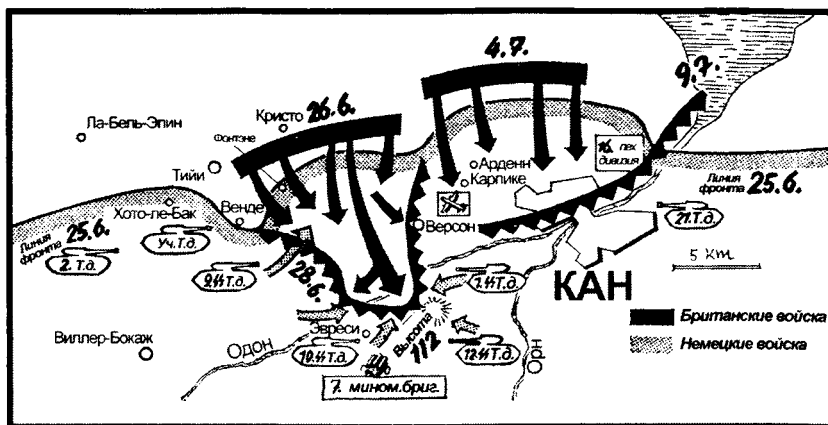 4.7.
9.7.
26.6.
Кристо
Ла-Бель-Эпин
Фонтэне
Тийи
Арденн
Карпике
16. пех
дивизия
Линия
фронта 25.6.
Хото-ле-Бак
Венде
Версон
Линия
фронта 25.6.
2. Т.д.
Уч. Т.д.
21. Т.д.
28.6.
9.SS Т.д.
1.SS Т.д.
КАН
5 Km
Британские войска
Немецкие войска
Виллер-Бокаж
Эвреси
Одон
10.SS Т.д.
Высота
112
12.SS Т.д.
Орн
7. мином. бриг.